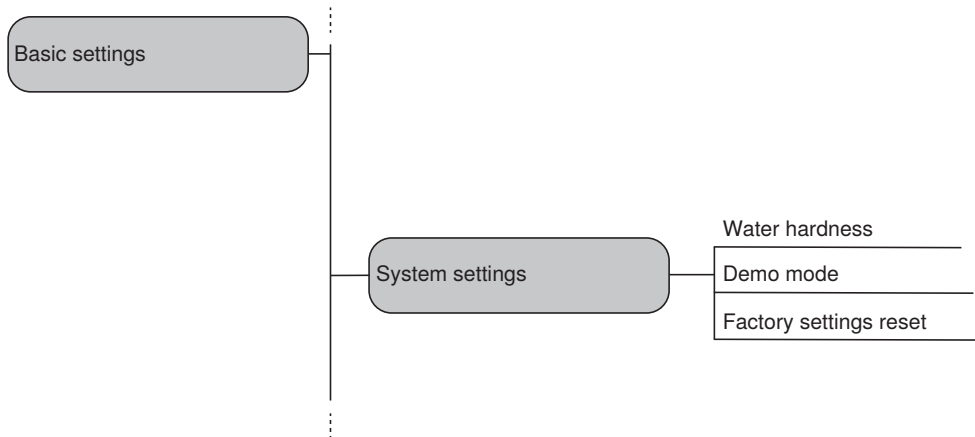 Basic settings
System settings
Water hardness
Demo mode
Factory settings reset